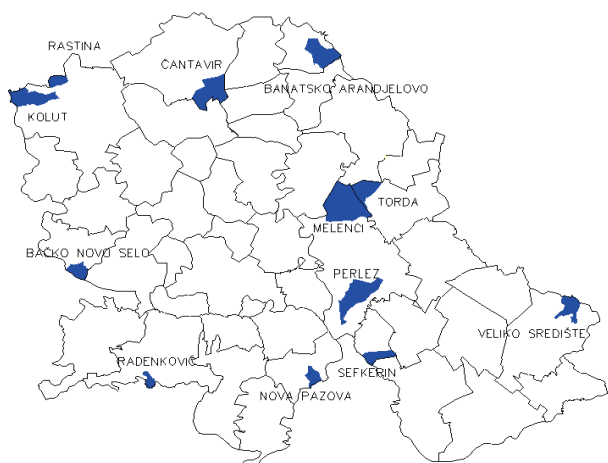 RASTINA
ČANTAVIR
BANATSKO ARANDJELOVO
KOLUT
TORDA
MELENCI
BAČKO NOVO SELO
PERLEZ
VELIKO SREDIŠTE
RADENKOVIĆ
SEFKERIN
NOVA PAZOVA